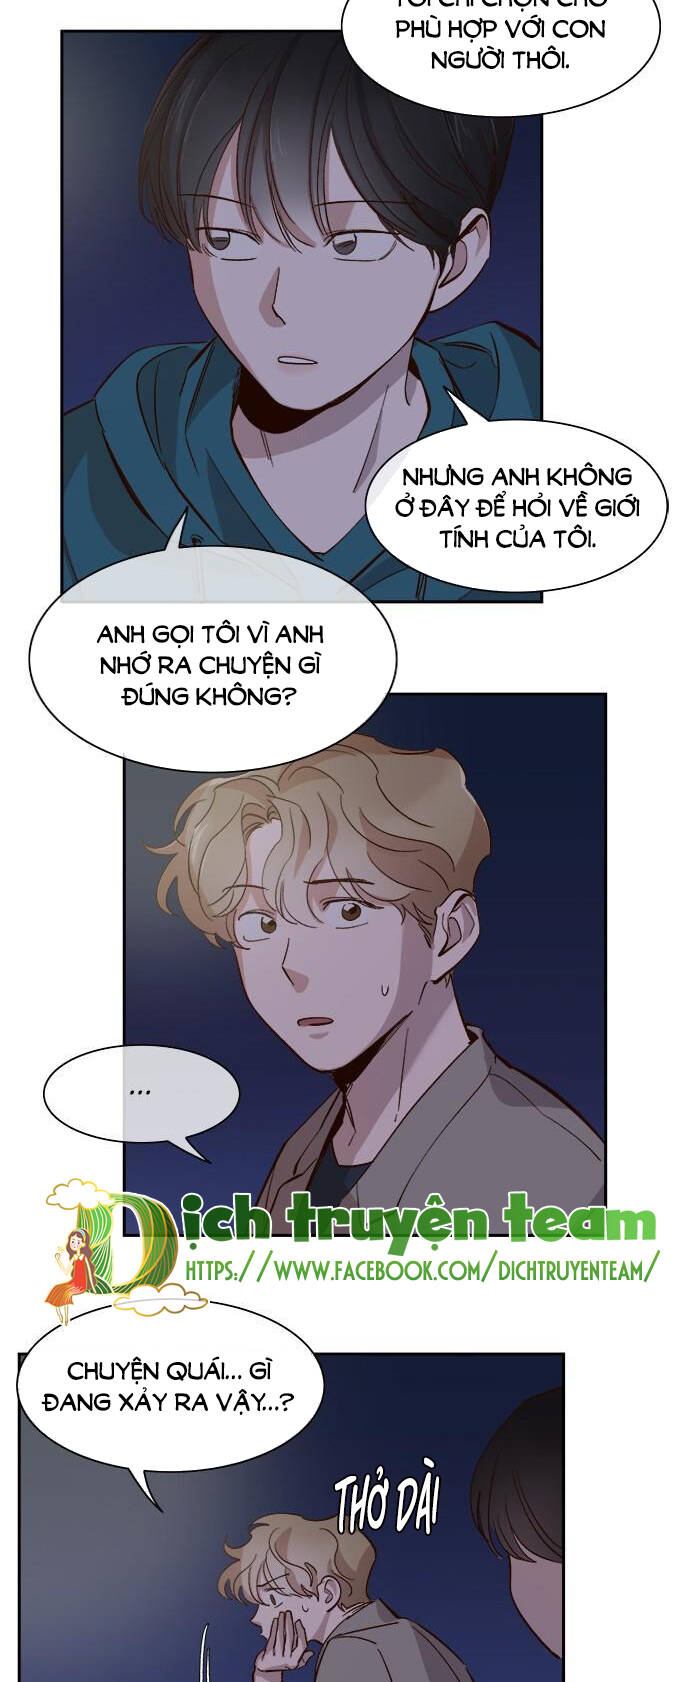 PHÙ HỢP VỚI CON
NGƯỜI THÔI.
NHƯNG ANH KHÔNG
Ở ĐÂY ĐỂ HỎI VỀ GIỚI
TÍNH CỦA TÔI.
ANH GỌI TÔI VÌ ANH
NHỚ RA CHUYỆN GÌ
ĐÚNG KHÔNG?
...
Dịch truyện team
HTTPS://WWW.FACEBOOK.COM/DICHTRUYENTEAM/
CHUYỆN QUÁI... GÌ
ĐANG XẢY RA VẬY...?
THỞ DÀI